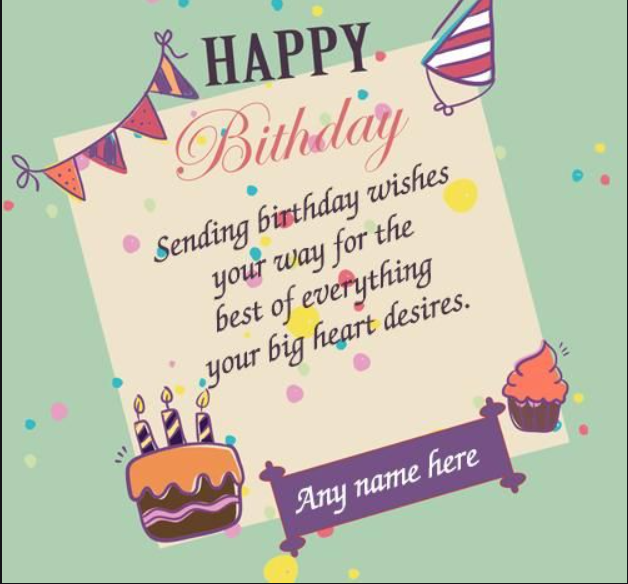 HAPPY
Bithday
Sending birthday wishes
your way for the
best of everything
your big heart desires.
Any name here